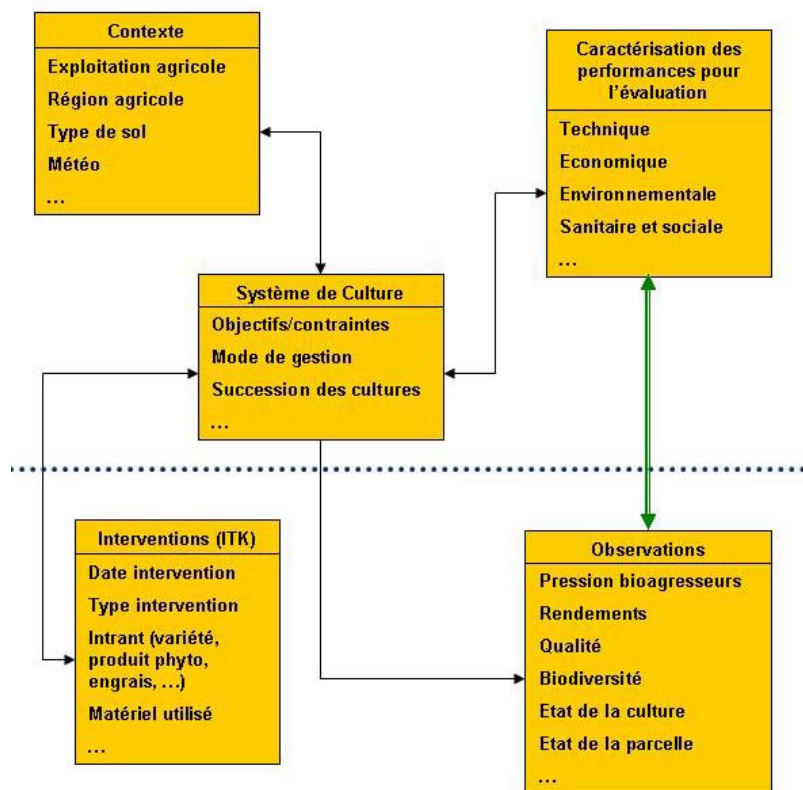 Contexte
Exploitation agricole
Région agricole
Type de sol
Météo
...
Caractérisation des
performances pour
l'évaluation
Technique
Economique
Environnementale
Sanitaire et sociale
...
Système de Culture
Objectifs/contraintes
Mode de gestion
Succession des cultures
...
Interventions (ITK)
Date intervention
Type intervention
Intrant (variété,
produit phyto,
engrais, ...)
Matériel utilisé
...
Observations
Pression bioagresseurs
Rendements
Qualité
Biodiversité
Etat de la culture
Etat de la parcelle
...